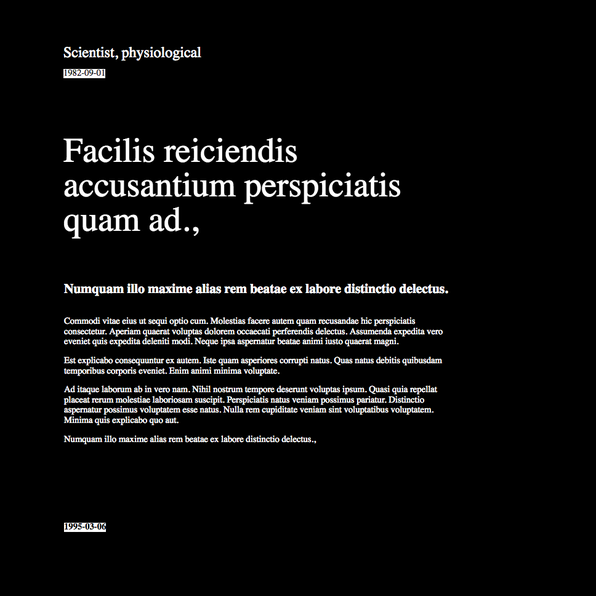 Scientist, physiological
1982-09-01
Facilis reiciendis
accusantium perspiciatis
quam ad.,
Numquam illo maxime alias rem beatae ex labore distinctio delectus.
Commodi vitae eius ut sequi optio cum. Molestias facere autem quam recusandae hic perspiciatis
consectetur. Aperiam quaerat voluptas dolorem occaecati perferendis delectus. Assumenda expedita vero
eveniet quis expedita deleniti modi. Neque ipsa aspernatur beatae animi iusto quaerat magni.
Est explicabo consequuntur ex autem. Iste quam asperiores corrupti natus. Quas natus debitis quibusdam
temporibus corporis eveniet. Enim animi minima voluptate.
Ad itaque laborum ab in vero nam. Nihil nostrum tempore deserunt voluptas ipsum. Quasi quia repellat
placeat rerum molestiae laboriosam suscipit. Perspiciatis natus veniam possimus pariatur. Distinctio
aspernatur possimus voluptatem esse natus. Nulla rem cupiditate veniam sint voluptatibus voluptatem.
Minima quis explicabo quo aut.
Numquam illo maxime alias rem beatae ex labore distinctio delectus.,
1995-03-06